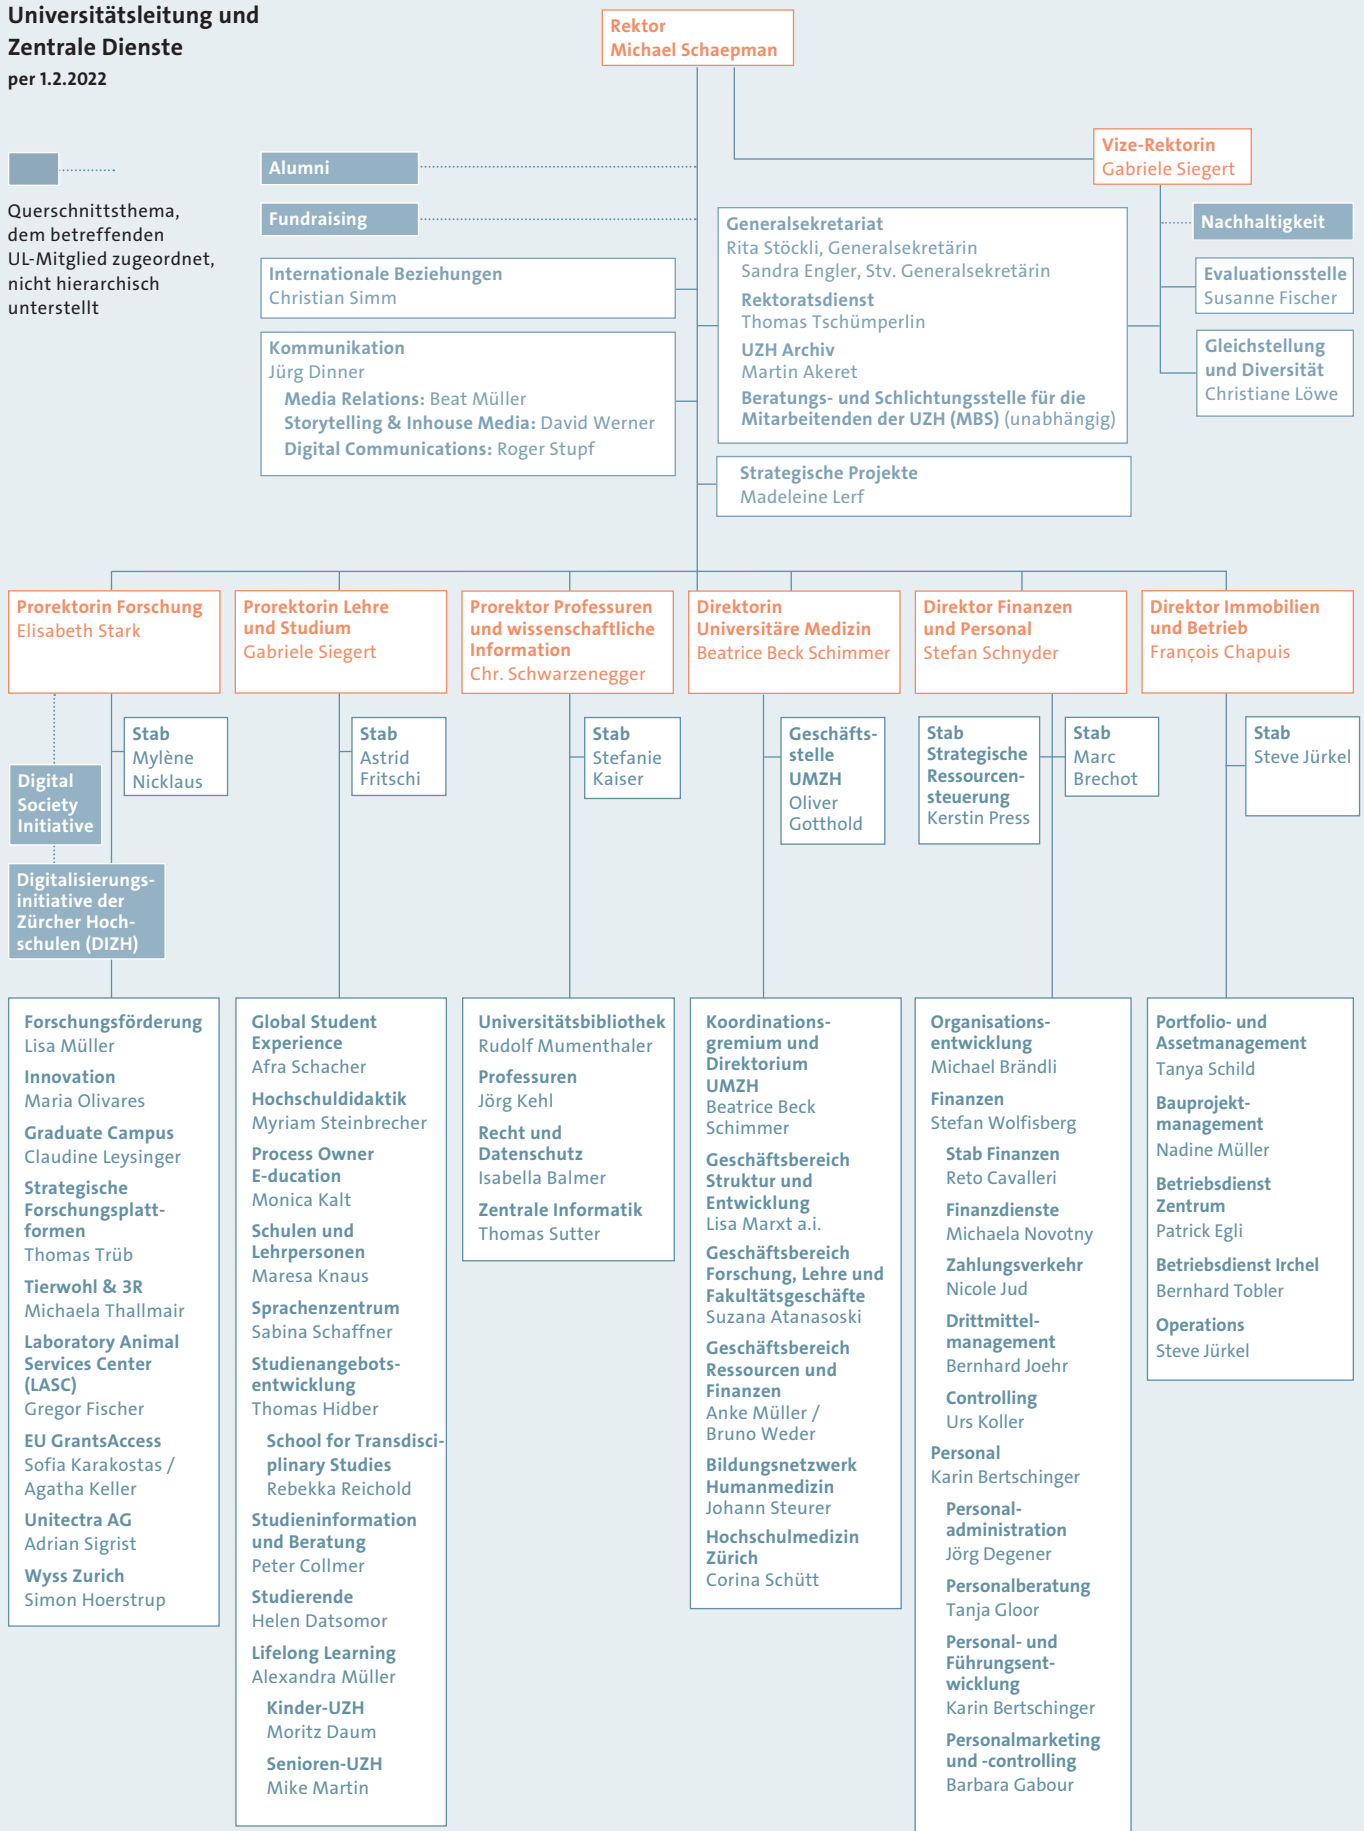 Universitätsleitung und
Zentrale Dienste
per 1.2.2022
Rektor
Michael Schaepman
Vize-Rektorin
Gabriele Siegert
Querschnittsthema,
dem betreffenden
UL-Mitglied zugeordnet,
nicht hierarchisch
unterstellt
Alumni
Fundraising
Internationale Beziehungen
Christian Simm
Kommunikation
Jürg Dinner
Media Relations: Beat Müller
Storytelling & Inhouse Media: David Werner
Digital Communications: Roger Stupf
Generalsekretariat
Rita Stöckli, Generalsekretärin
Sandra Engler, Stv. Generalsekretärin
Rektoratsdienst
Thomas Tschümperlin
UZH Archiv
Martin Akeret
Beratungs- und Schlichtungsstelle für die
Mitarbeitenden der UZH (MBS) (unabhängig)
Strategische Projekte
Madeleine Lerf
Nachhaltigkeit
Evaluationsstelle
Susanne Fischer
Gleichstellung
und Diversität
Christiane Löwe
Prorektorin Forschung
Elisabeth Stark
Stab
Mylène
Nicklaus
Digital
Society
Initiative
Digitalisierungs-
initiative der
Zürcher Hoch-
schulen (DIZH)
Forschungsförderung
Lisa Müller
Innovation
Maria Olivares
Graduate Campus
Claudine Leysinger
Strategische
Forschungsplatt-
formen
Thomas Trüb
Tierwohl & 3R
Michaela Thallmair
Laboratory Animal
Services Center
(LASC)
Gregor Fischer
EU GrantsAccess
Sofia Karakostas /
Agatha Keller
Unitectra AG
Adrian Sigrist
Wyss Zurich
Simon Hoerstrup
Prorektorin Lehre
und Studium
Gabriele Siegert
Stab
Astrid
Fritschi
Global Student
Experience
Afra Schacher
Hochschuldidaktik
Myriam Steinbrecher
Process Owner
E-ducation
Monica Kalt
Schulen und
Lehrpersonen
Maresa Knaus
Sprachenzentrum
Sabina Schaffner
Studienangebots-
entwicklung
Thomas Hidber
School for Transdisci-
plinary Studies
Rebekka Reichold
Studieninformation
und Beratung
Peter Collmer
Studierende
Helen Datsomor
Lifelong Learning
Alexandra Müller
Kinder-UZH
Moritz Daum
Senioren-UZH
Mike Martin
Prorektor Professuren
und wissenschaftliche
Information
Chr. Schwarzenegger
Stab
Stefanie
Kaiser
Universitätsbibliothek
Rudolf Mumenthaler
Professuren
Jörg Kehl
Recht und
Datenschutz
Isabella Balmer
Zentrale Informatik
Thomas Sutter
Direktorin
Universitäre Medizin
Beatrice Beck Schimmer
Geschäfts-
stelle
UMZH
Oliver
Gotthold
Koordinations-
gremium und
Direktorium
UMZH
Beatrice Beck
Schimmer
Geschäftsbereich
Struktur und
Entwicklung
Lisa Marxt a.i.
Geschäftsbereich
Forschung, Lehre und
Fakultätsgeschäfte
Suzana Atanasoski
Geschäftsbereich
Ressourcen und
Finanzen
Anke Müller /
Bruno Weder
Bildungsnetzwerk
Humanmedizin
Johann Steurer
Hochschulmedizin
Zürich
Corina Schütt
Direktor Finanzen
und Personal
Stefan Schnyder
Stab
Strategische
Ressourcen-
steuerung
Kerstin Press
Stab
Marc
Brechot
Organisations-
entwicklung
Michael Brändli
Finanzen
Stefan Wolfisberg
Stab Finanzen
Reto Cavalleri
Finanzdienste
Michaela Novotny
Zahlungsverkehr
Nicole Jud
Drittmittel-
management
Bernhard Joehr
Controlling
Urs Koller
Personal
Karin Bertschinger
Personal-
administration
Jörg Degener
Personalberatung
Tanja Gloor
Personal- und
Führungsent-
wicklung
Karin Bertschinger
Personalmarketing
und -controlling
Barbara Gabour
Direktor Immobilien
und Betrieb
François Chapuis
Stab
Steve Jürkel
Portfolio- und
Assetmanagement
Tanya Schild
Bauprojekt-
management
Nadine Müller
Betriebsdienst
Zentrum
Patrick Egli
Betriebsdienst Irchel
Bernhard Tobler
Operations
Steve Jürkel